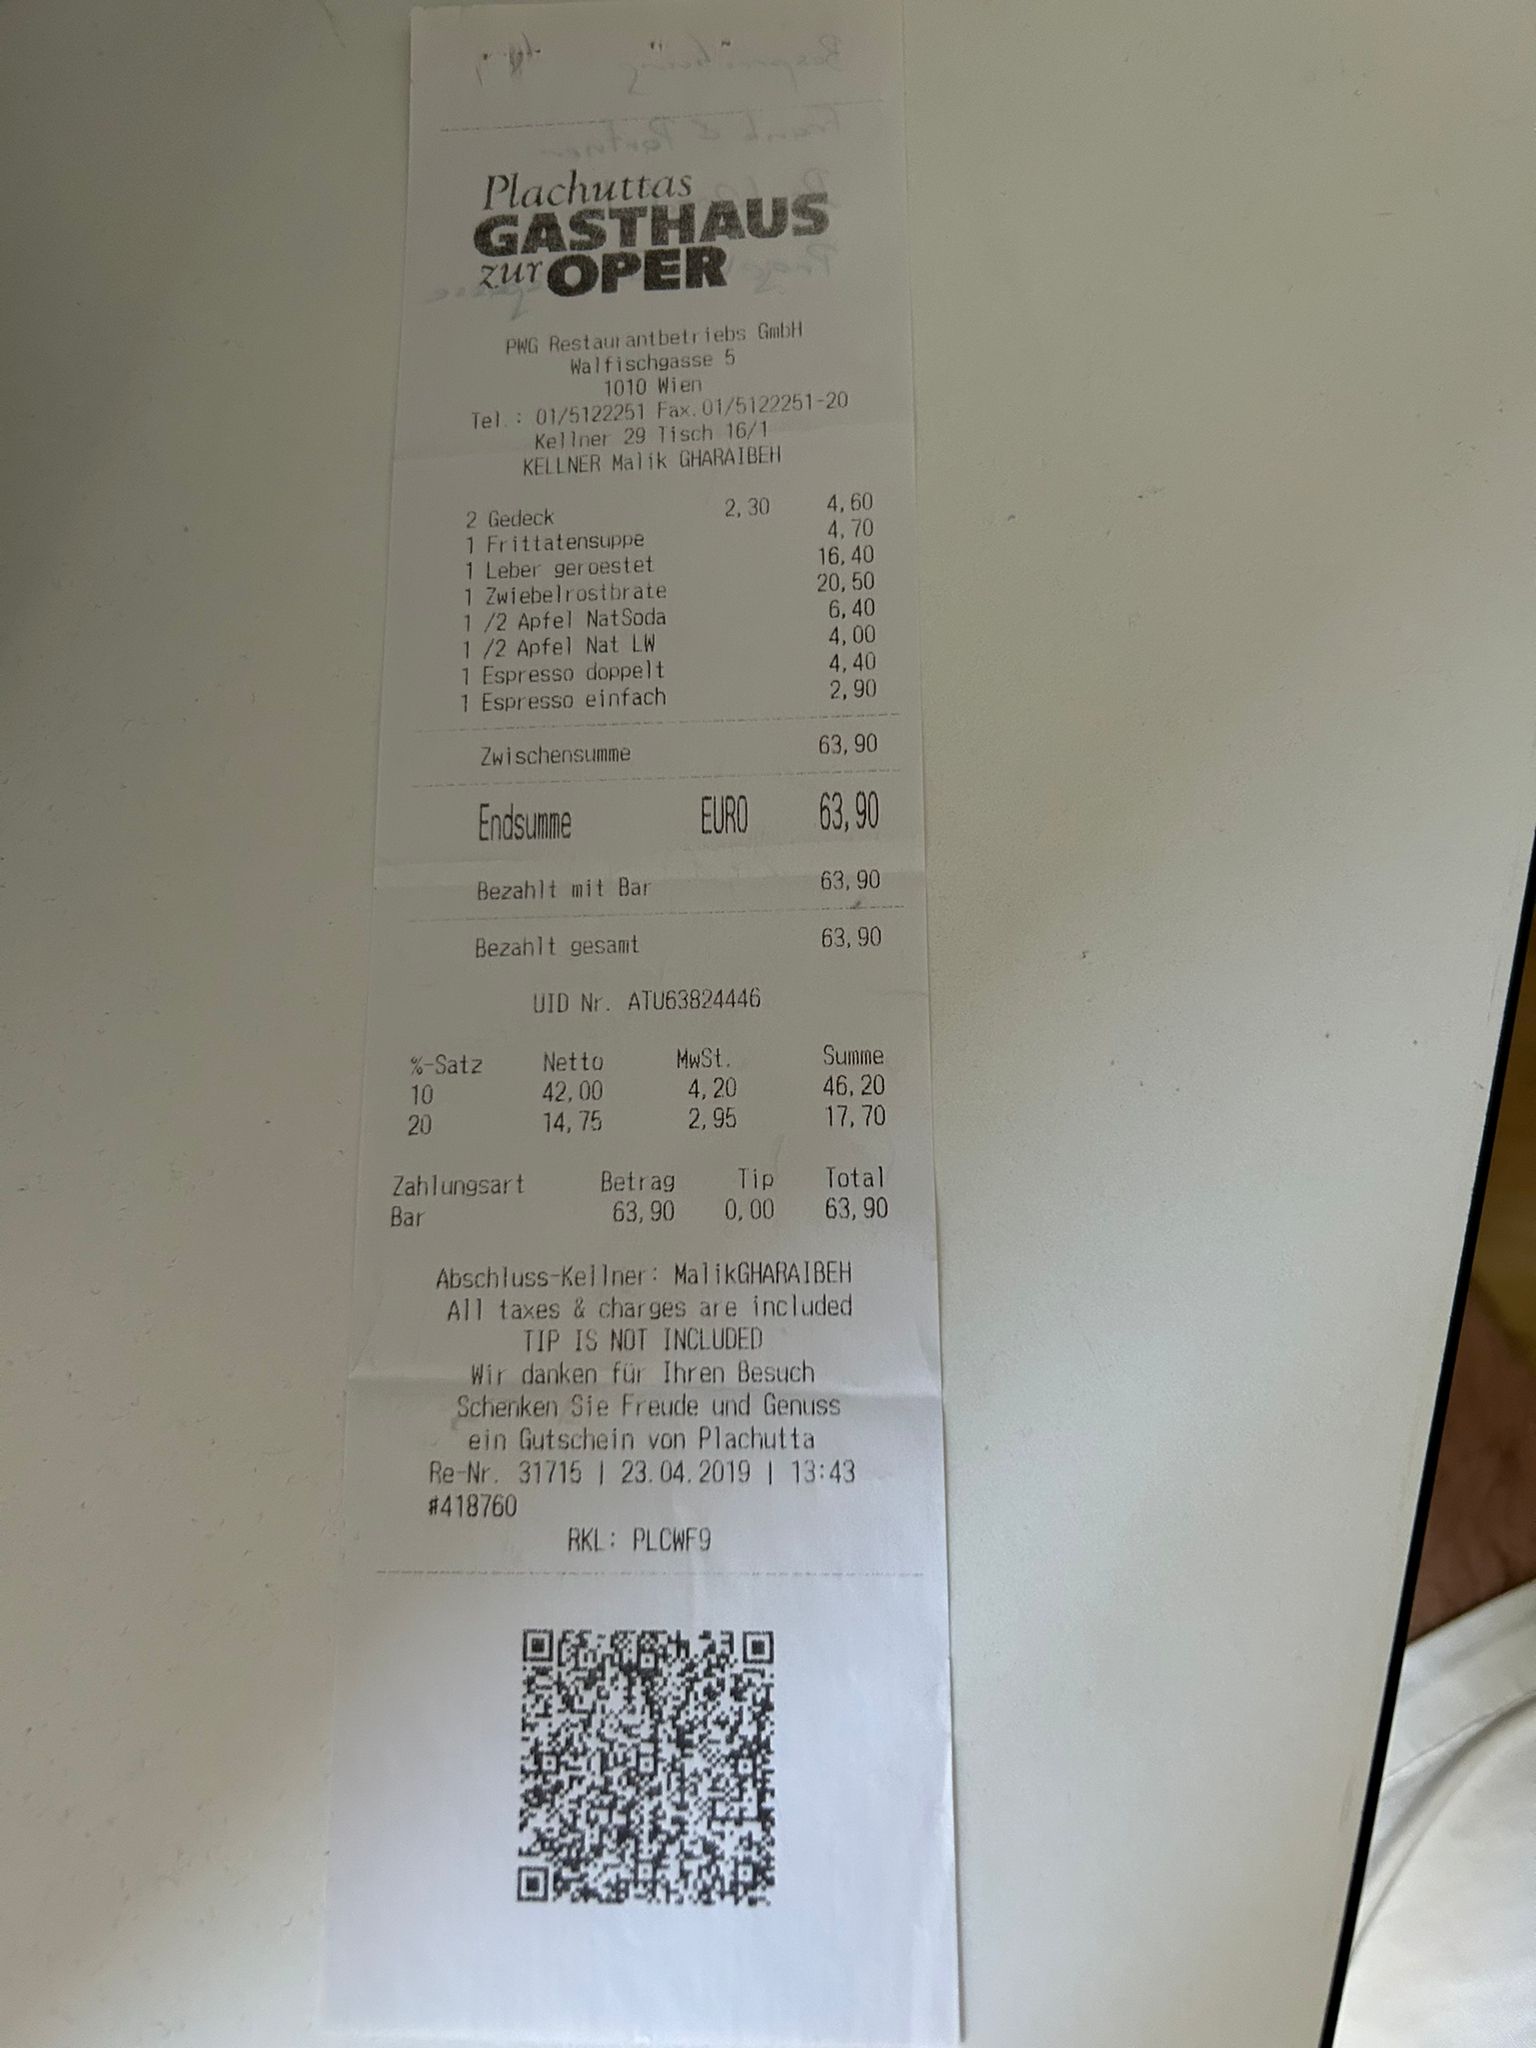 Plachuttas
GASTHAUS
zur OPER
PWG Restaurantbetriebs GmbH
Walfischgasse 5
1010 Wien
Tel.: 01/5122251 Fax.01/5122251-20
Kellner 29 Tisch 16/1
KELLNER Malik GHARAIBEH
2 Gedeck 2,30 4,60
1 Frittatensuppe 4,70
1 Leber geroestet 16,40
1 Zwiebelrostbrate 20,50
1 /2 Apfel NatSoda 6,40
1 /2 Apfel Nat LW 4,00
1 Espresso doppelt 4,40
1 Espresso einfach 2,90
Zwischensumme 63,90
Endsumme EURO 63,90
Bezahlt mit Bar 63,90
Bezahlt gesamt 63,90
UID Nr. ATU63824446
%-Satz Netto MwSt. Summe
10 42,00 4,20 46,20
20 14,75 2,95 17,70
Zahlungsart Betrag Tip Total
Bar 63,90 0,00 63,90
Abschluss-Kellner: MalikGHARAIBEH
All taxes & charges are included
TIP IS NOT INCLUDED
Wir danken für Ihren Besuch
Schenken Sie Freude und Genuss
ein Gutschein von Plachutta
Re-Nr. 31715 | 23.04.2019 | 13:43
#418760
RKL: PLCWF9